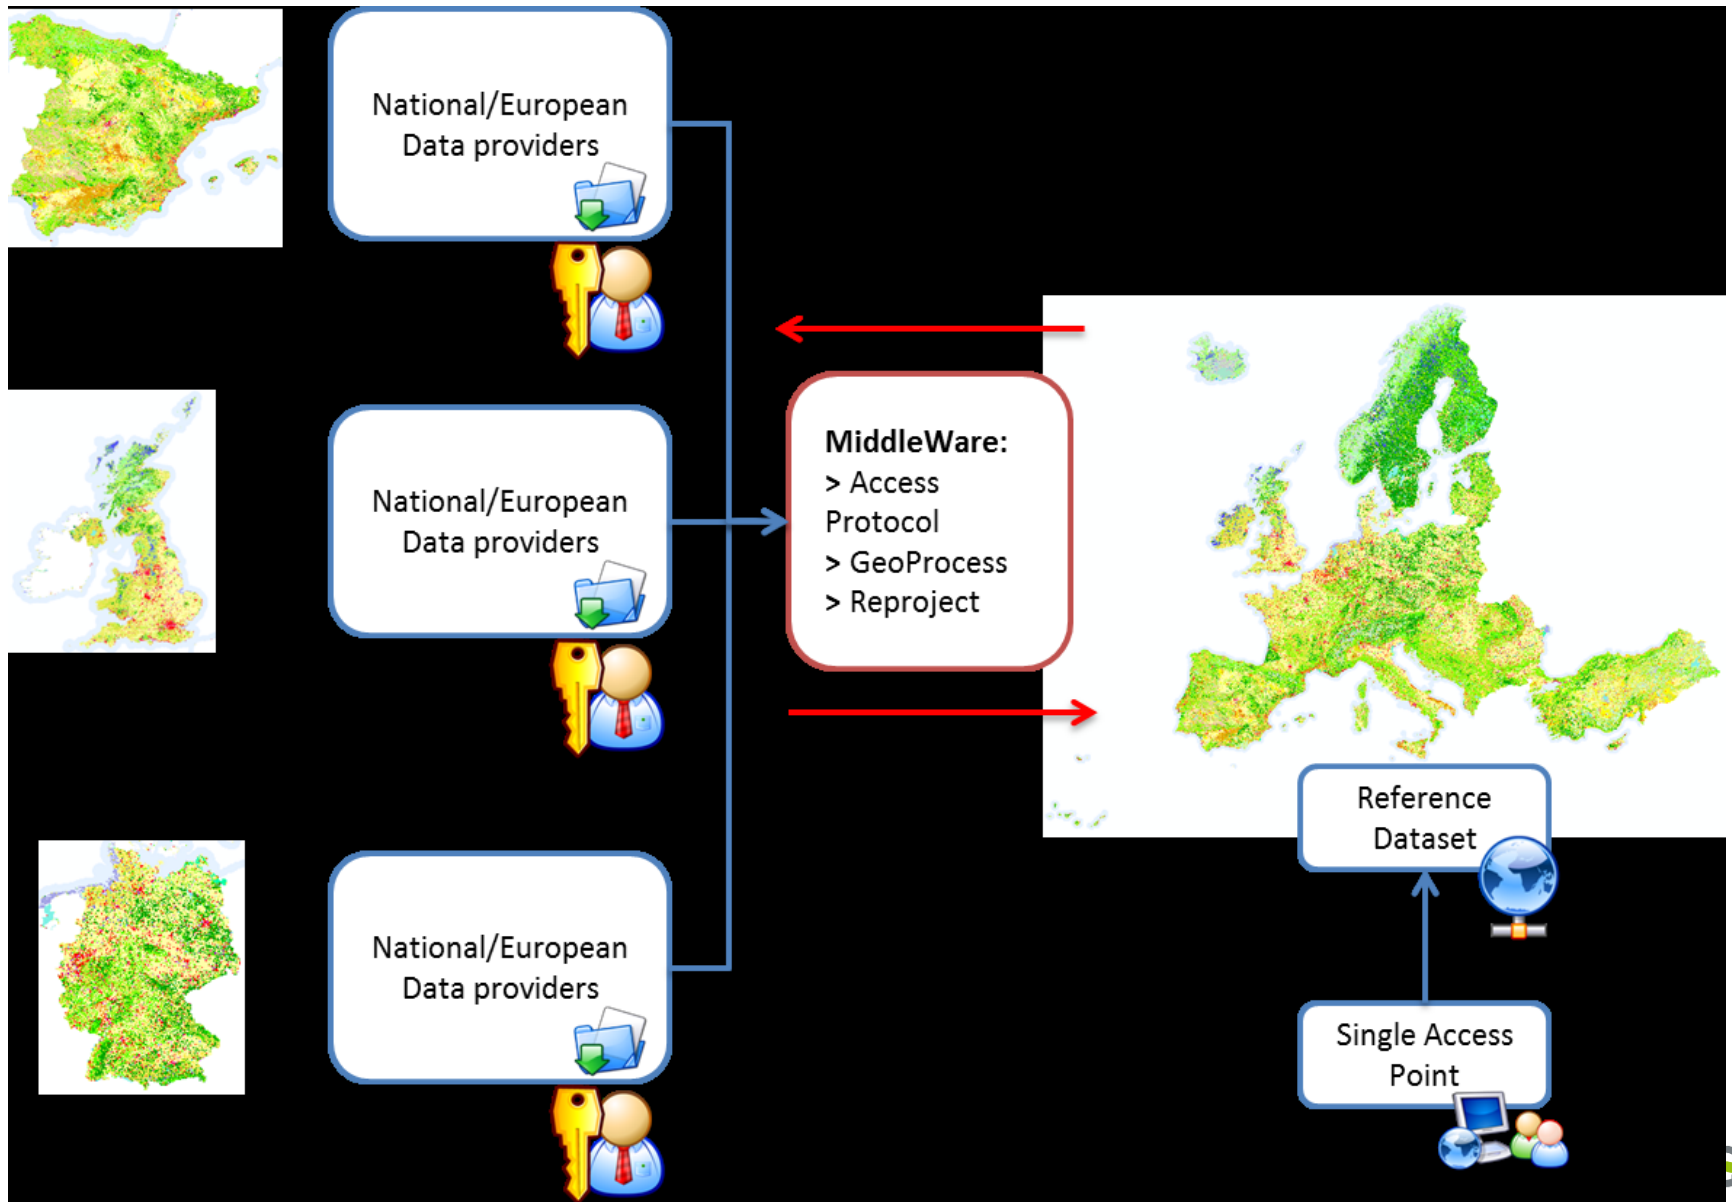 National/European
Data providers
National/European
Data providers
MiddleWare:
> Access
Protocol
> GeoProcess
> Reproject
National/European
Data providers
Reference
Dataset
Single Access
Point